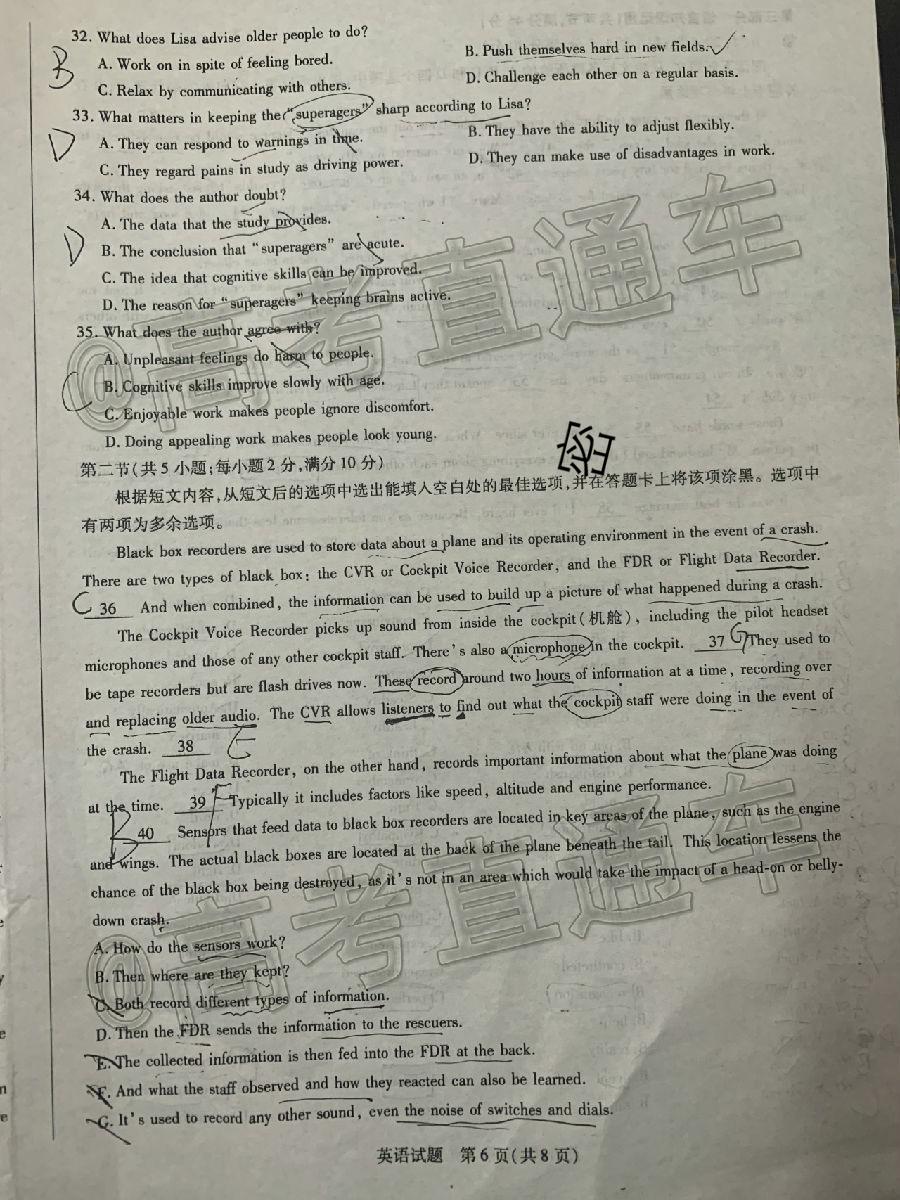 32. What does Lisa advise older people to do?
A. Work on in spite of feeling bored.
B. Push themselves hard in new fields.
B
C. Relax by communicating with others.
D. Challenge each other on a regular basis.
33. What matters in keeping the "superagers" sharp according to Lisa?
D
A. They can respond to warnings in time.
B. They have the ability to adjust flexibly.
C. They regard pains in study as driving power.
D. They can make use of disadvantages in work.
34. What does the author doubt?
A. The data that the study provides.
D
B. The conclusion that "superagers" are acute.
C. The idea that cognitive skills can be improved.
D. The reason for "superagers" keeping brains active.
35. What does the author agree with?
A. Unpleasant feelings do harm to people.
C
B. Cognitive skills improve slowly with age.
C. Enjoyable work makes people ignore discomfort.
D. Doing appealing work makes people look young.
密
第二节(共5小题;每小题2分,满分10分)
根据短文内容,从短文后的选项中选出能填入空白处的最佳选项,并在答题卡上将该项涂黑。选项中
有两项为多余选项。
Black box recorders are used to store data about a plane and its operating environment in the event of a crash.
There are two types of black box: the CVR or Cockpit Voice Recorder, and the FDR or Flight Data Recorder.
C 36 And when combined, the information can be used to build up a picture of what happened during a crash.
The Cockpit Voice Recorder picks up sound from inside the cockpit(机舱), including the pilot headset
microphones and those of any other cockpit staff. There's also a microphone in the cockpit. 37 G They used to
be tape recorders but are flash drives now. These record around two hours of information at a time, recording over
and replacing older audio. The CVR allows listeners to find out what the cockpit staff were doing in the event of
the crash. 38
The Flight Data Recorder, on the other hand, records important information about what the plane was doing
at the time. 39 Typically it includes factors like speed, altitude and engine performance.
B 40 Sensors that feed data to black box recorders are located in key areas of the plane, such as the engine
and wings. The actual black boxes are located at the back of the plane beneath the tail. This location lessens the
chance of the black box being destroyed, as it's not in an area which would take the impact of a head-on or belly-
down crash.
A. How do the sensors work?
B. Then where are they kept?
C. Both record different types of information.
D. Then the FDR sends the information to the rescuers.
E. The collected information is then fed into the FDR at the back.
F. And what the staff observed and how they reacted can also be learned.
G. It's used to record any other sound, even the noise of switches and dials.
英语试题 第6页(共8页)
@高考直通车
@高考直通车